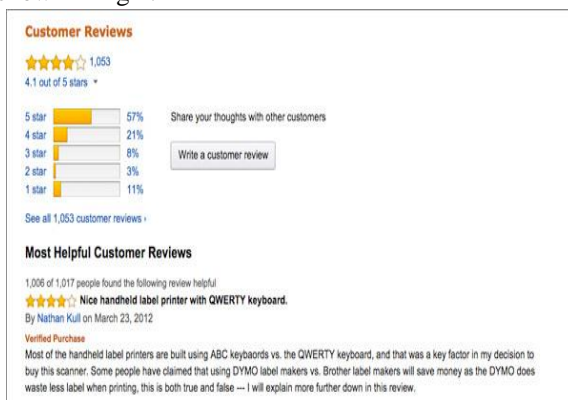 Customer Reviews
1,053
4.1 out of 5 stars
5 star 57%
4 star 21%
3 star 8%
2 star 3%
1 star 11%
Share your thoughts with other customers
Write a customer review
See all 1,053 customer reviews ›
Most Helpful Customer Reviews
1,006 of 1,017 people found the following review helpful
Nice handheld label printer with QWERTY keyboard.
By Nathan Kull on March 23, 2012
Verified Purchase
Most of the handheld label printers are built using ABC keybaords vs. the QWERTY keyboard, and that was a key factor in my decision to
buy this scanner. Some people have claimed that using DYMO label makers vs. Brother label makers will save money as the DYMO does
waste less label when printing, this is both true and false --- I will explain more further down in this review.